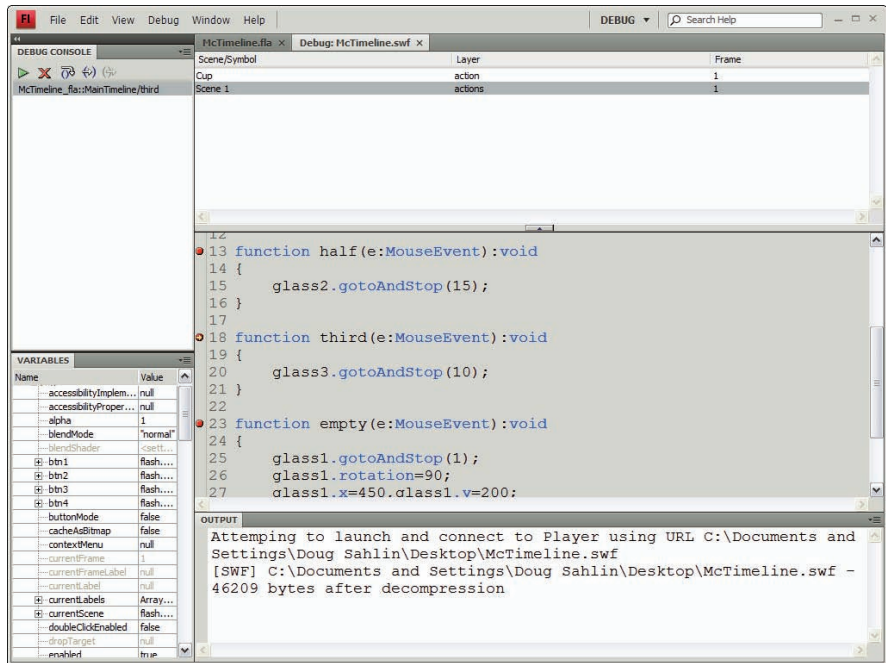 Fl File Edit View Debug Window Help DEBUG Search Help
DEBUG CONSOLE
McTimeline_fla::MainTimeline/third
McTimeline.fla × Debug: McTimeline.swf ×
Scene/Symbol Layer Frame
Cup action 1
Scene 1 actions 1
12
13 function half(e:MouseEvent):void
14 {
15 glass2.gotoAndStop(15);
16 }
17
18 function third(e:MouseEvent):void
19 {
20 glass3.gotoAndStop(10);
21 }
22
23 function empty(e:MouseEvent):void
24 {
25 glass1.gotoAndStop(1);
26 glass1.rotation=90;
27 glass1.x=450,glass1.y=200;
VARIABLES
Name Value
accessibilityImplem... null
accessibilityProper... null
alpha 1
blendMode "normal"
blendShader <sett...
btn1 flash....
btn2 flash....
btn3 flash....
btn4 flash....
buttonMode false
cacheAsBitmap false
contextMenu null
currentFrame 1
currentFrameLabel null
currentLabel null
currentLabels Array...
currentScene flash....
doubleClickEnabled false
dropTarget null
enabled true
OUTPUT
Attemping to launch and connect to Player using URL C:\Documents and
Settings\Doug Sahlin\Desktop\McTimeline.swf
[SWF] C:\Documents and Settings\Doug Sahlin\Desktop\McTimeline.swf -
46209 bytes after decompression